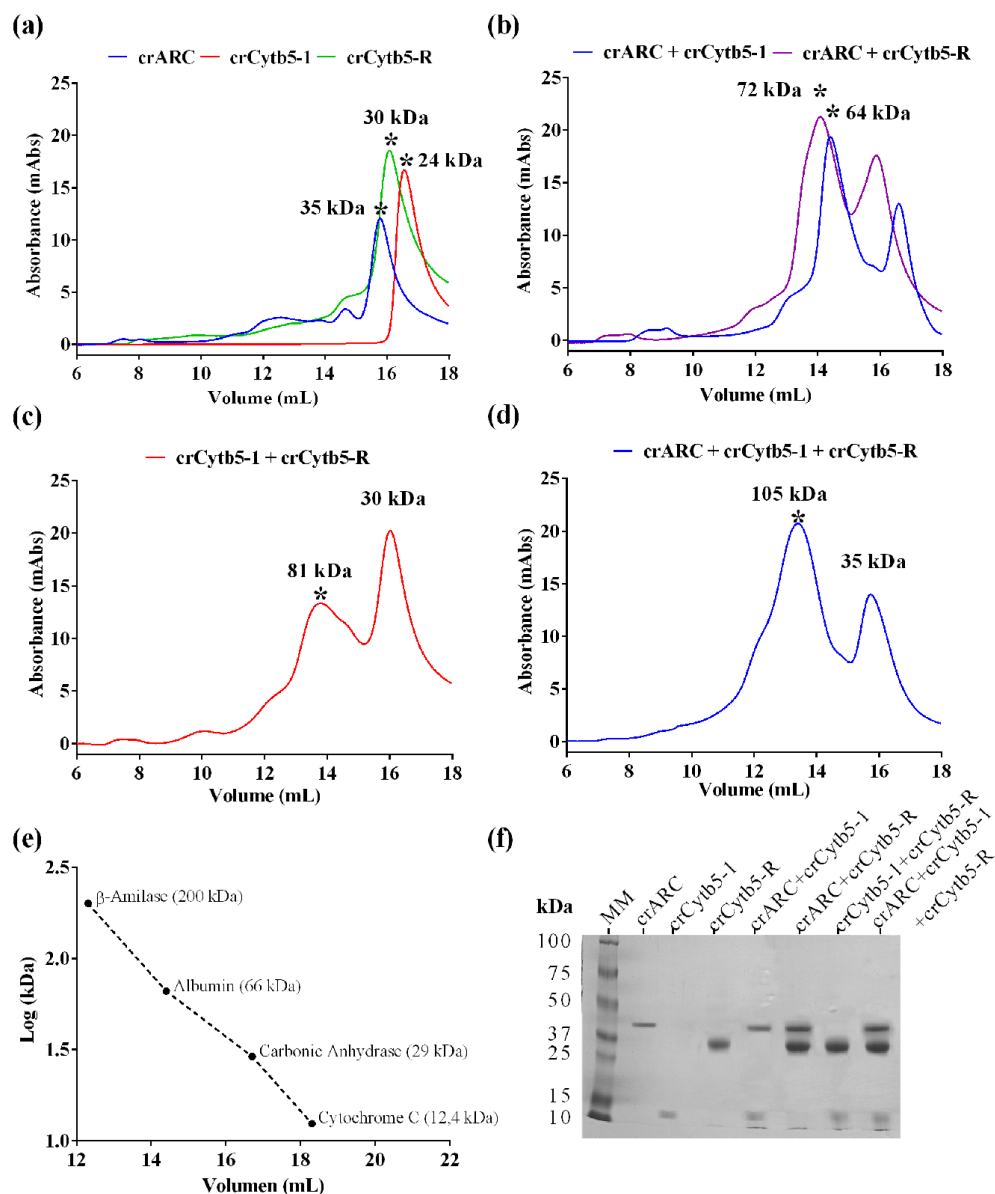 (a)
crARC crCytb5-1 crCytb5-R
30 kDa
24 kDa
35 kDa
*
*
*
Absorbance (mAbs)
25
20
15
10
5
0
6 8 10 12 14 16 18
Volume (mL)
(b)
crARC + crCytb5-1 crARC + crCytb5-R
72 kDa *
* 64 kDa
Absorbance (mAbs)
25
20
15
10
5
0
6 8 10 12 14 16 18
Volume (mL)
(c)
crCytb5-1 + crCytb5-R
30 kDa
81 kDa
*
Absorbance (mAbs)
25
20
15
10
5
0
6 8 10 12 14 16 18
Volume (mL)
(d)
crARC + crCytb5-1 + crCytb5-R
105 kDa
*
35 kDa
Absorbance (mAbs)
25
20
15
10
5
0
6 8 10 12 14 16 18
Volume (mL)
(e)
Log (kDa)
2.5
2.0
1.5
1.0
β-Amilase (200 kDa)
Albumin (66 kDa)
Carbonic Anhydrase (29 kDa)
Cytochrome C (12,4 kDa)
12 14 16 18 20 22
Volumen (mL)
(f)
kDa
MM
crARC
crCytb5-1
crCytb5-R
crARC+crCytb5-1
crARC+crCytb5-R
crCytb5-1+crCytb5-R
crARC+crCytb5-1
+crCytb5-R
100
75
50
37
25
15
10